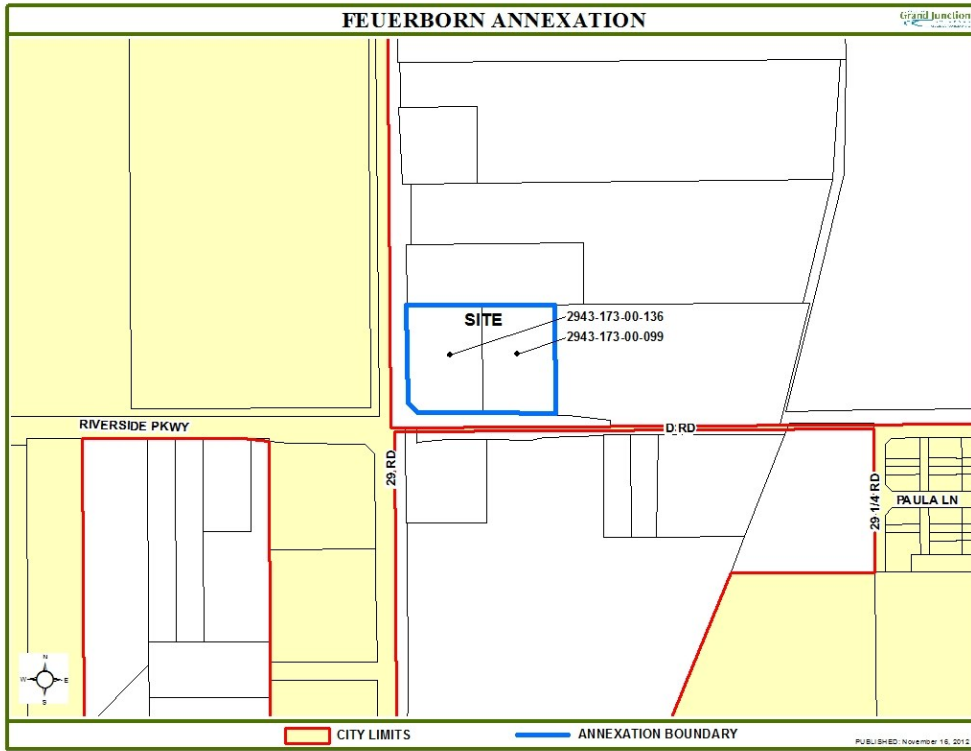 FEUERBORN ANNEXATION
Grand Junction
SITE
2943-173-00-136
2943-173-00-099
RIVERSIDE PKWY
D RD
29 RD
29 1/4 RD
PAULA LN
N
W E
S
CITY LIMITS
ANNEXATION BOUNDARY
PUBLISHED: November 16, 2012